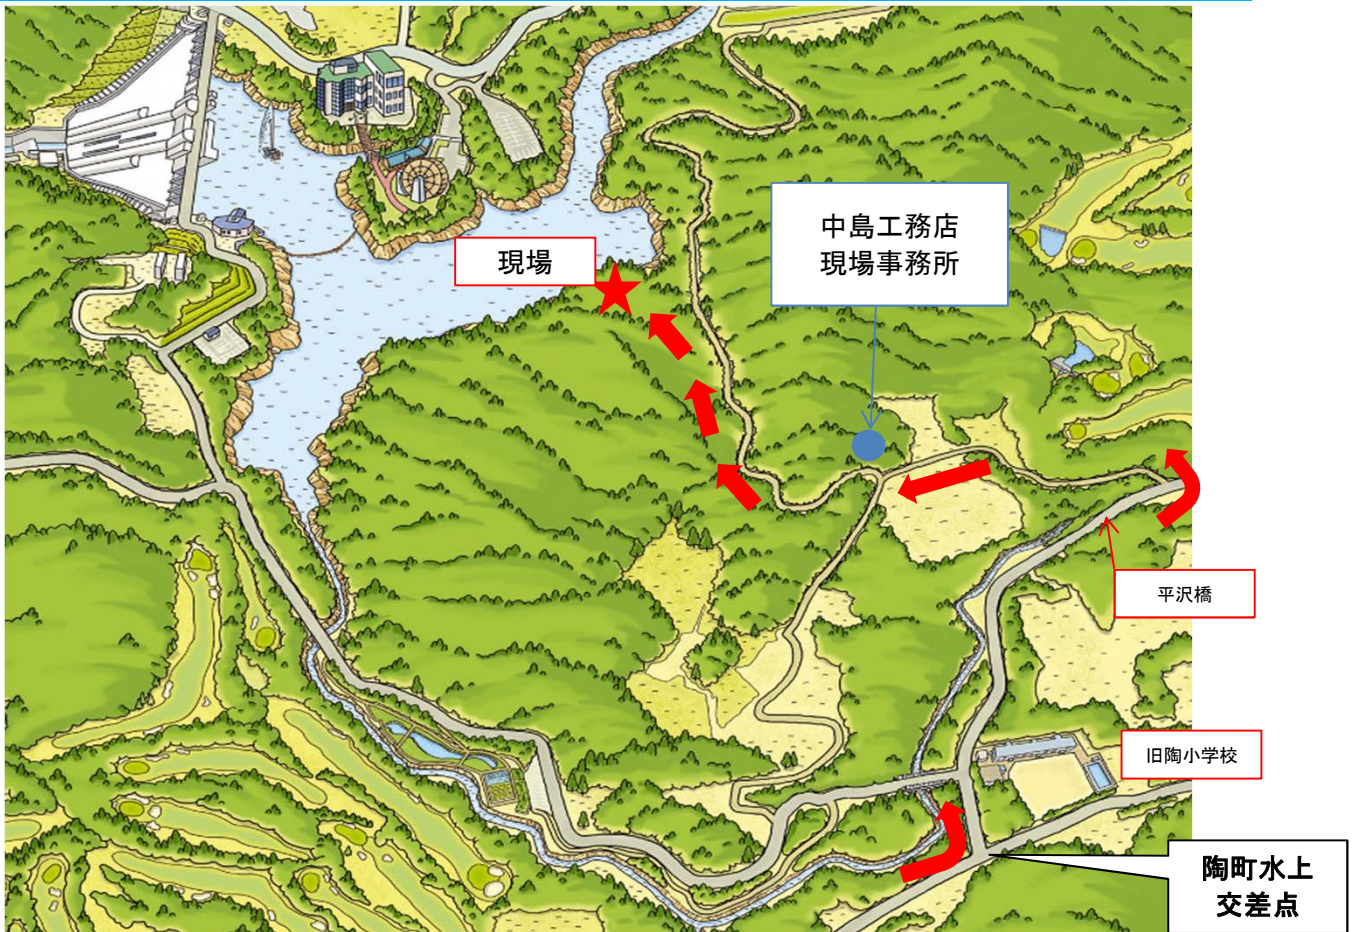 中島工務店
現場事務所
現場
平沢橋
旧陶小学校
陶町水上
交差点